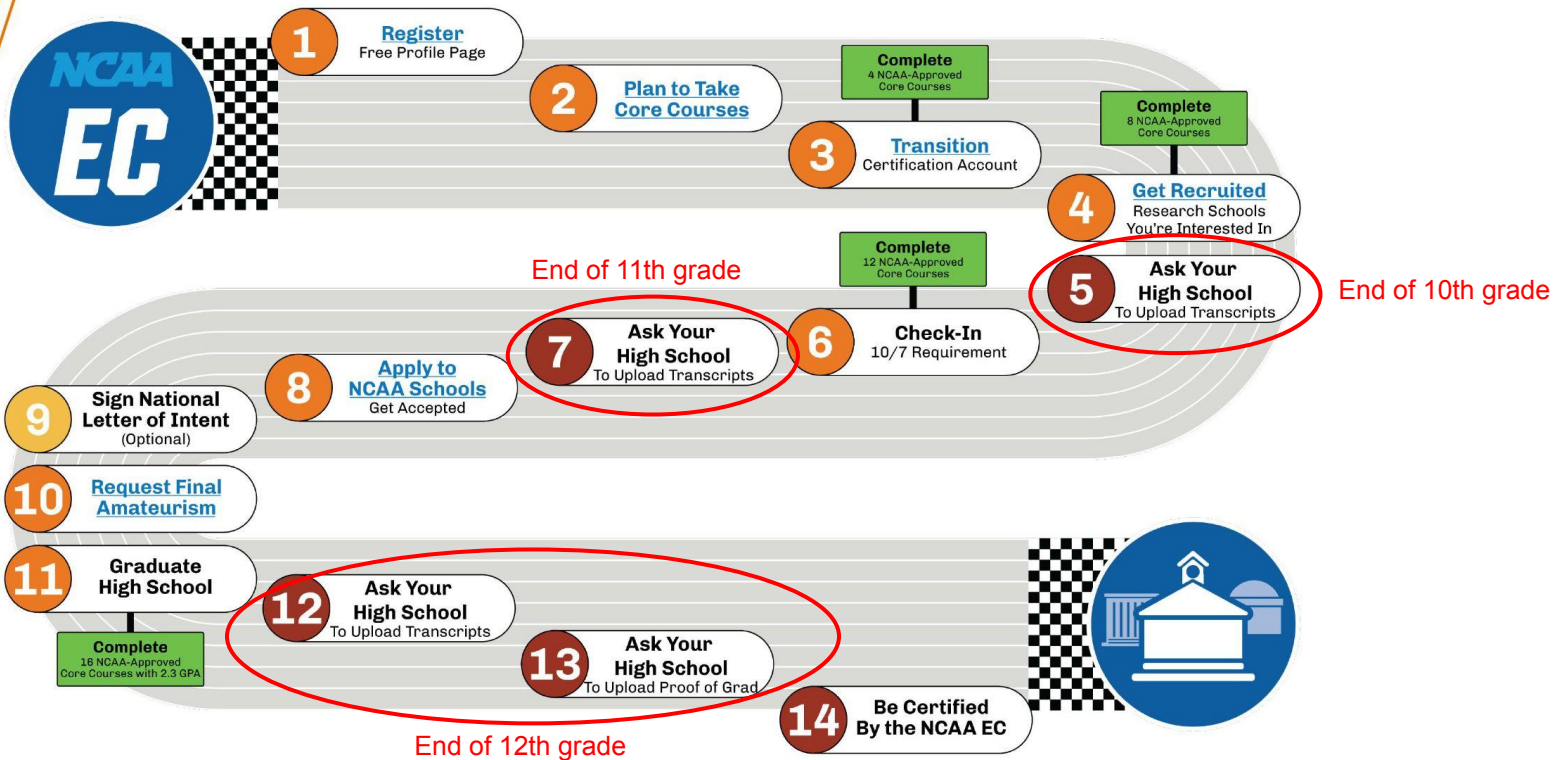 NCAA
EC
1
Register
Free Profile Page
2
Plan to Take
Core Courses
Complete
4 NCAA-Approved
Core Courses
3
Transition
Certification Account
Complete
8 NCAA-Approved
Core Courses
4
Get Recruited
Research Schools
You're Interested In
5
Ask Your
High School
To Upload Transcripts
End of 10th grade
Complete
12 NCAA-Approved
Core Courses
6
Check-In
10/7 Requirement
End of 11th grade
7
Ask Your
High School
To Upload Transcripts
8
Apply to
NCAA Schools
Get Accepted
9
Sign National
Letter of Intent
(Optional)
10
Request Final
Amateurism
11
Graduate
High School
Complete
16 NCAA-Approved
Core Courses with 2.3 GPA
12
Ask Your
High School
To Upload Transcripts
13
Ask Your
High School
To Upload Proof of Grad
End of 12th grade
14
Be Certified
By the NCAA EC